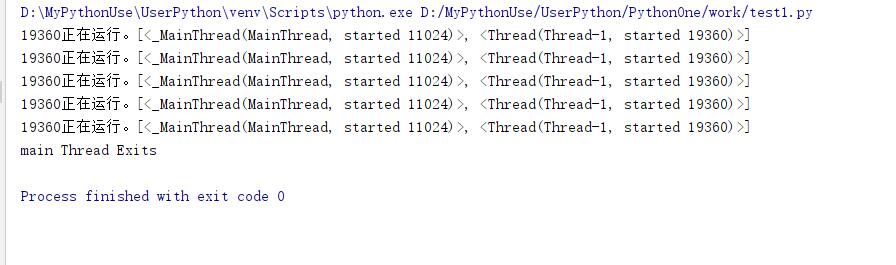 D:\MyPythonUse\UserPython\venv\Scripts\python.exe D:/MyPythonUse/UserPython/PythonOne/work/test1.py
19360正在运行。[<_MainThread(MainThread, started 11024)>, <Thread(Thread-1, started 19360)>]
19360正在运行。[<_MainThread(MainThread, started 11024)>, <Thread(Thread-1, started 19360)>]
19360正在运行。[<_MainThread(MainThread, started 11024)>, <Thread(Thread-1, started 19360)>]
19360正在运行。[<_MainThread(MainThread, started 11024)>, <Thread(Thread-1, started 19360)>]
19360正在运行。[<_MainThread(MainThread, started 11024)>, <Thread(Thread-1, started 19360)>]
main Thread Exits
Process finished with exit code 0